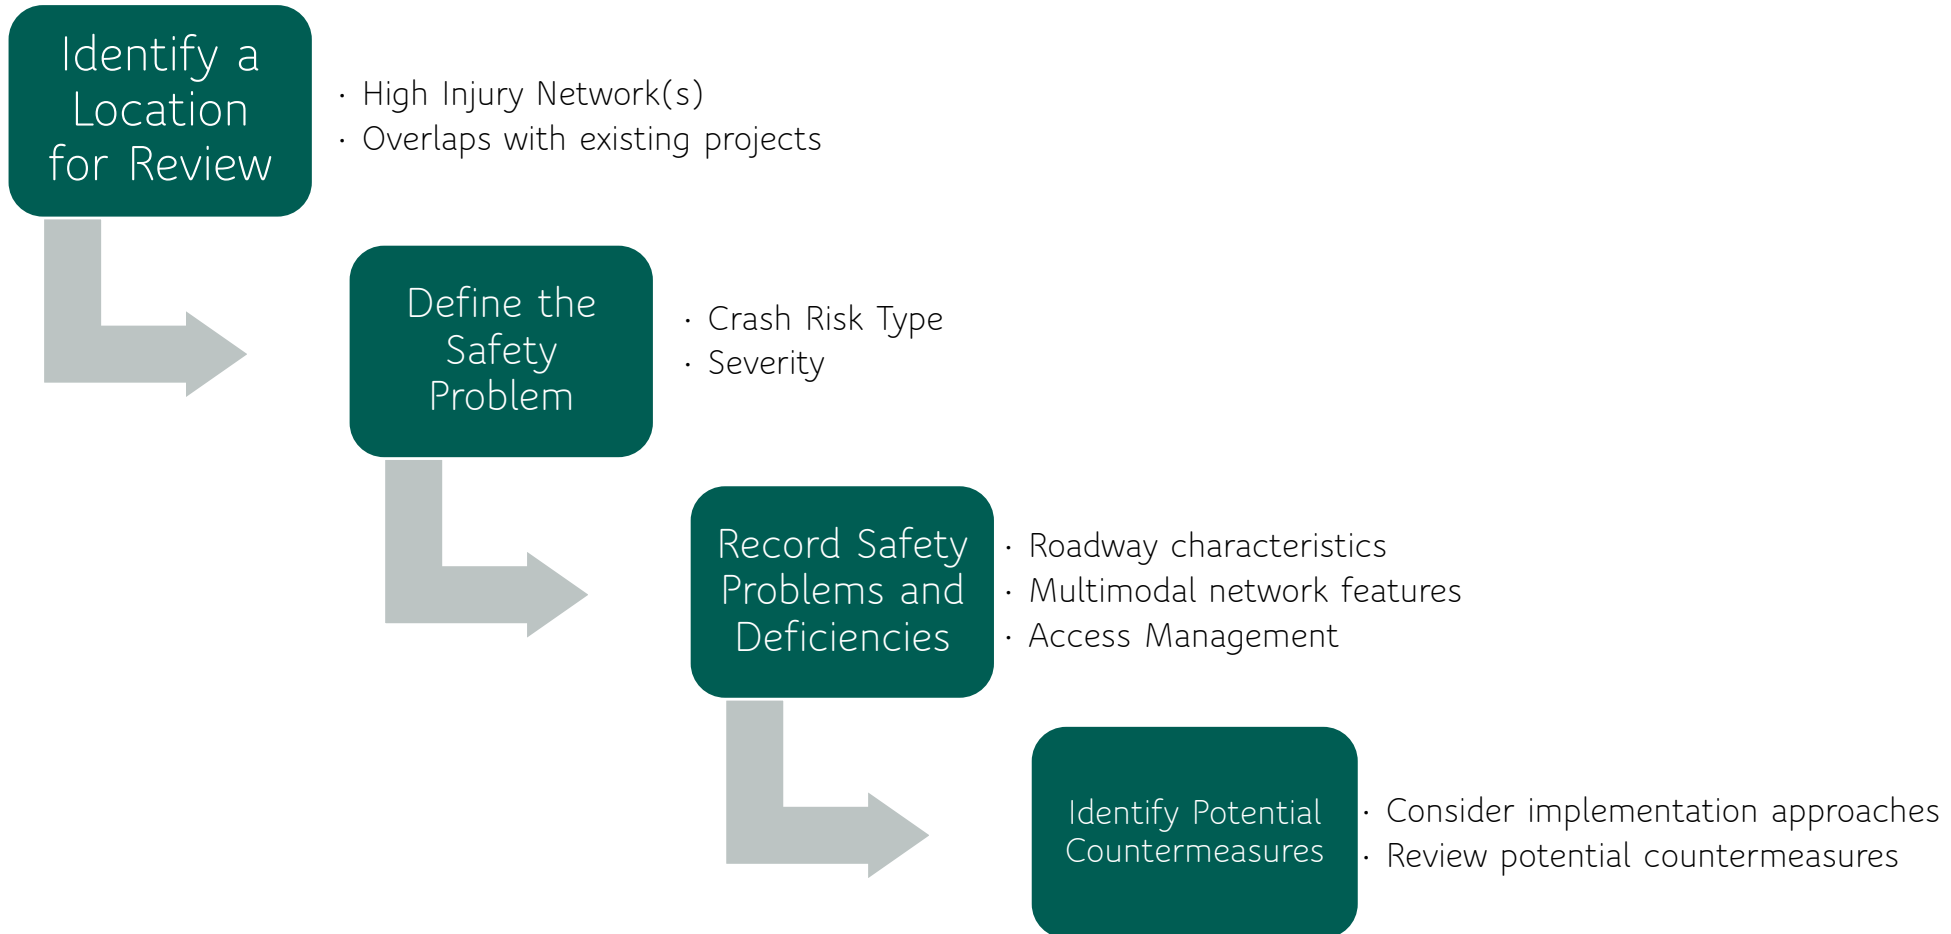 Identify a
Location
for Review
· High Injury Network(s)
· Overlaps with existing projects
Define the
Safety
Problem
· Crash Risk Type
· Severity
Record Safety
Problems and
Deficiencies
· Roadway characteristics
· Multimodal network features
· Access Management
Identify Potential
Countermeasures
· Consider implementation approaches
· Review potential countermeasures